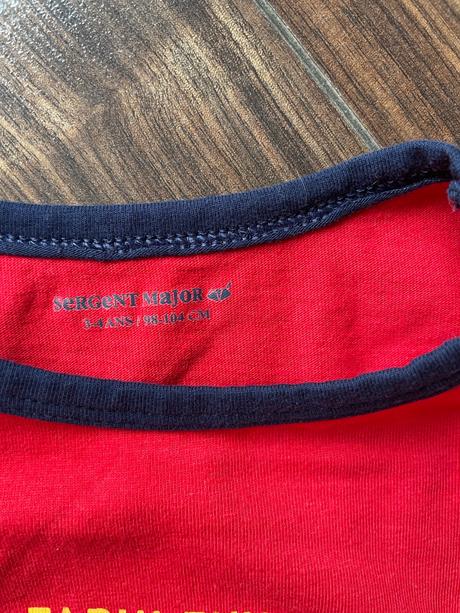 SeRGeNT MaJoR
3-4 ANS / 98-104 CM